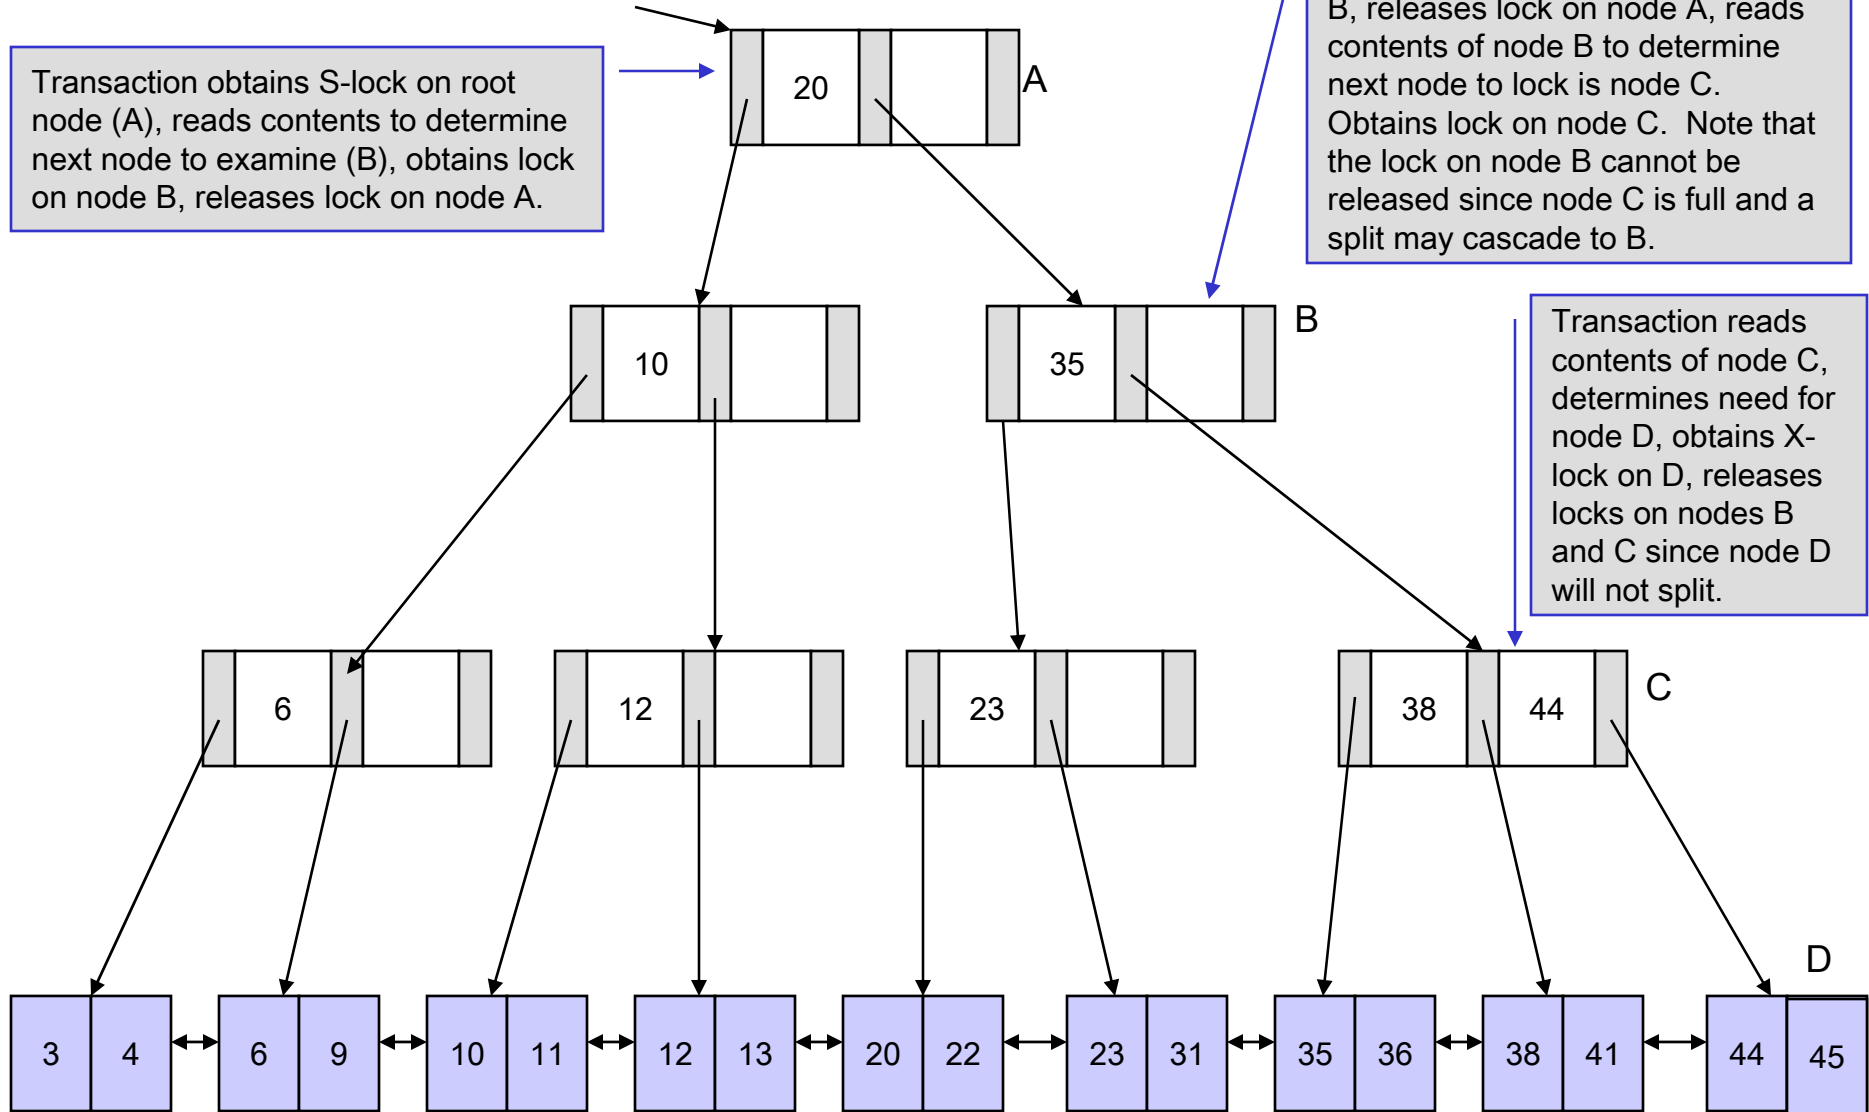 B, releases lock on node A, reads
contents of node B to determine
next node to lock is node C.
Obtains lock on node C.  Note that
the lock on node B cannot be
released since node C is full and a
split may cascade to B.
Transaction obtains S-lock on root
node (A), reads contents to determine
next node to examine (B), obtains lock
on node B, releases lock on node A.
20
A
10
35
B
Transaction reads
contents of node C,
determines need for
node D, obtains X-
lock on D, releases
locks on nodes B
and C since node D
will not split.
6
12
23
38
44
C
D
3
4
6
9
10
11
12
13
20
22
23
31
35
36
38
41
44
45